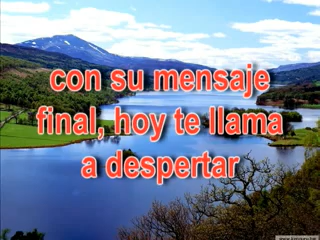 con su mensaje
final, hoy te llama
a despertar